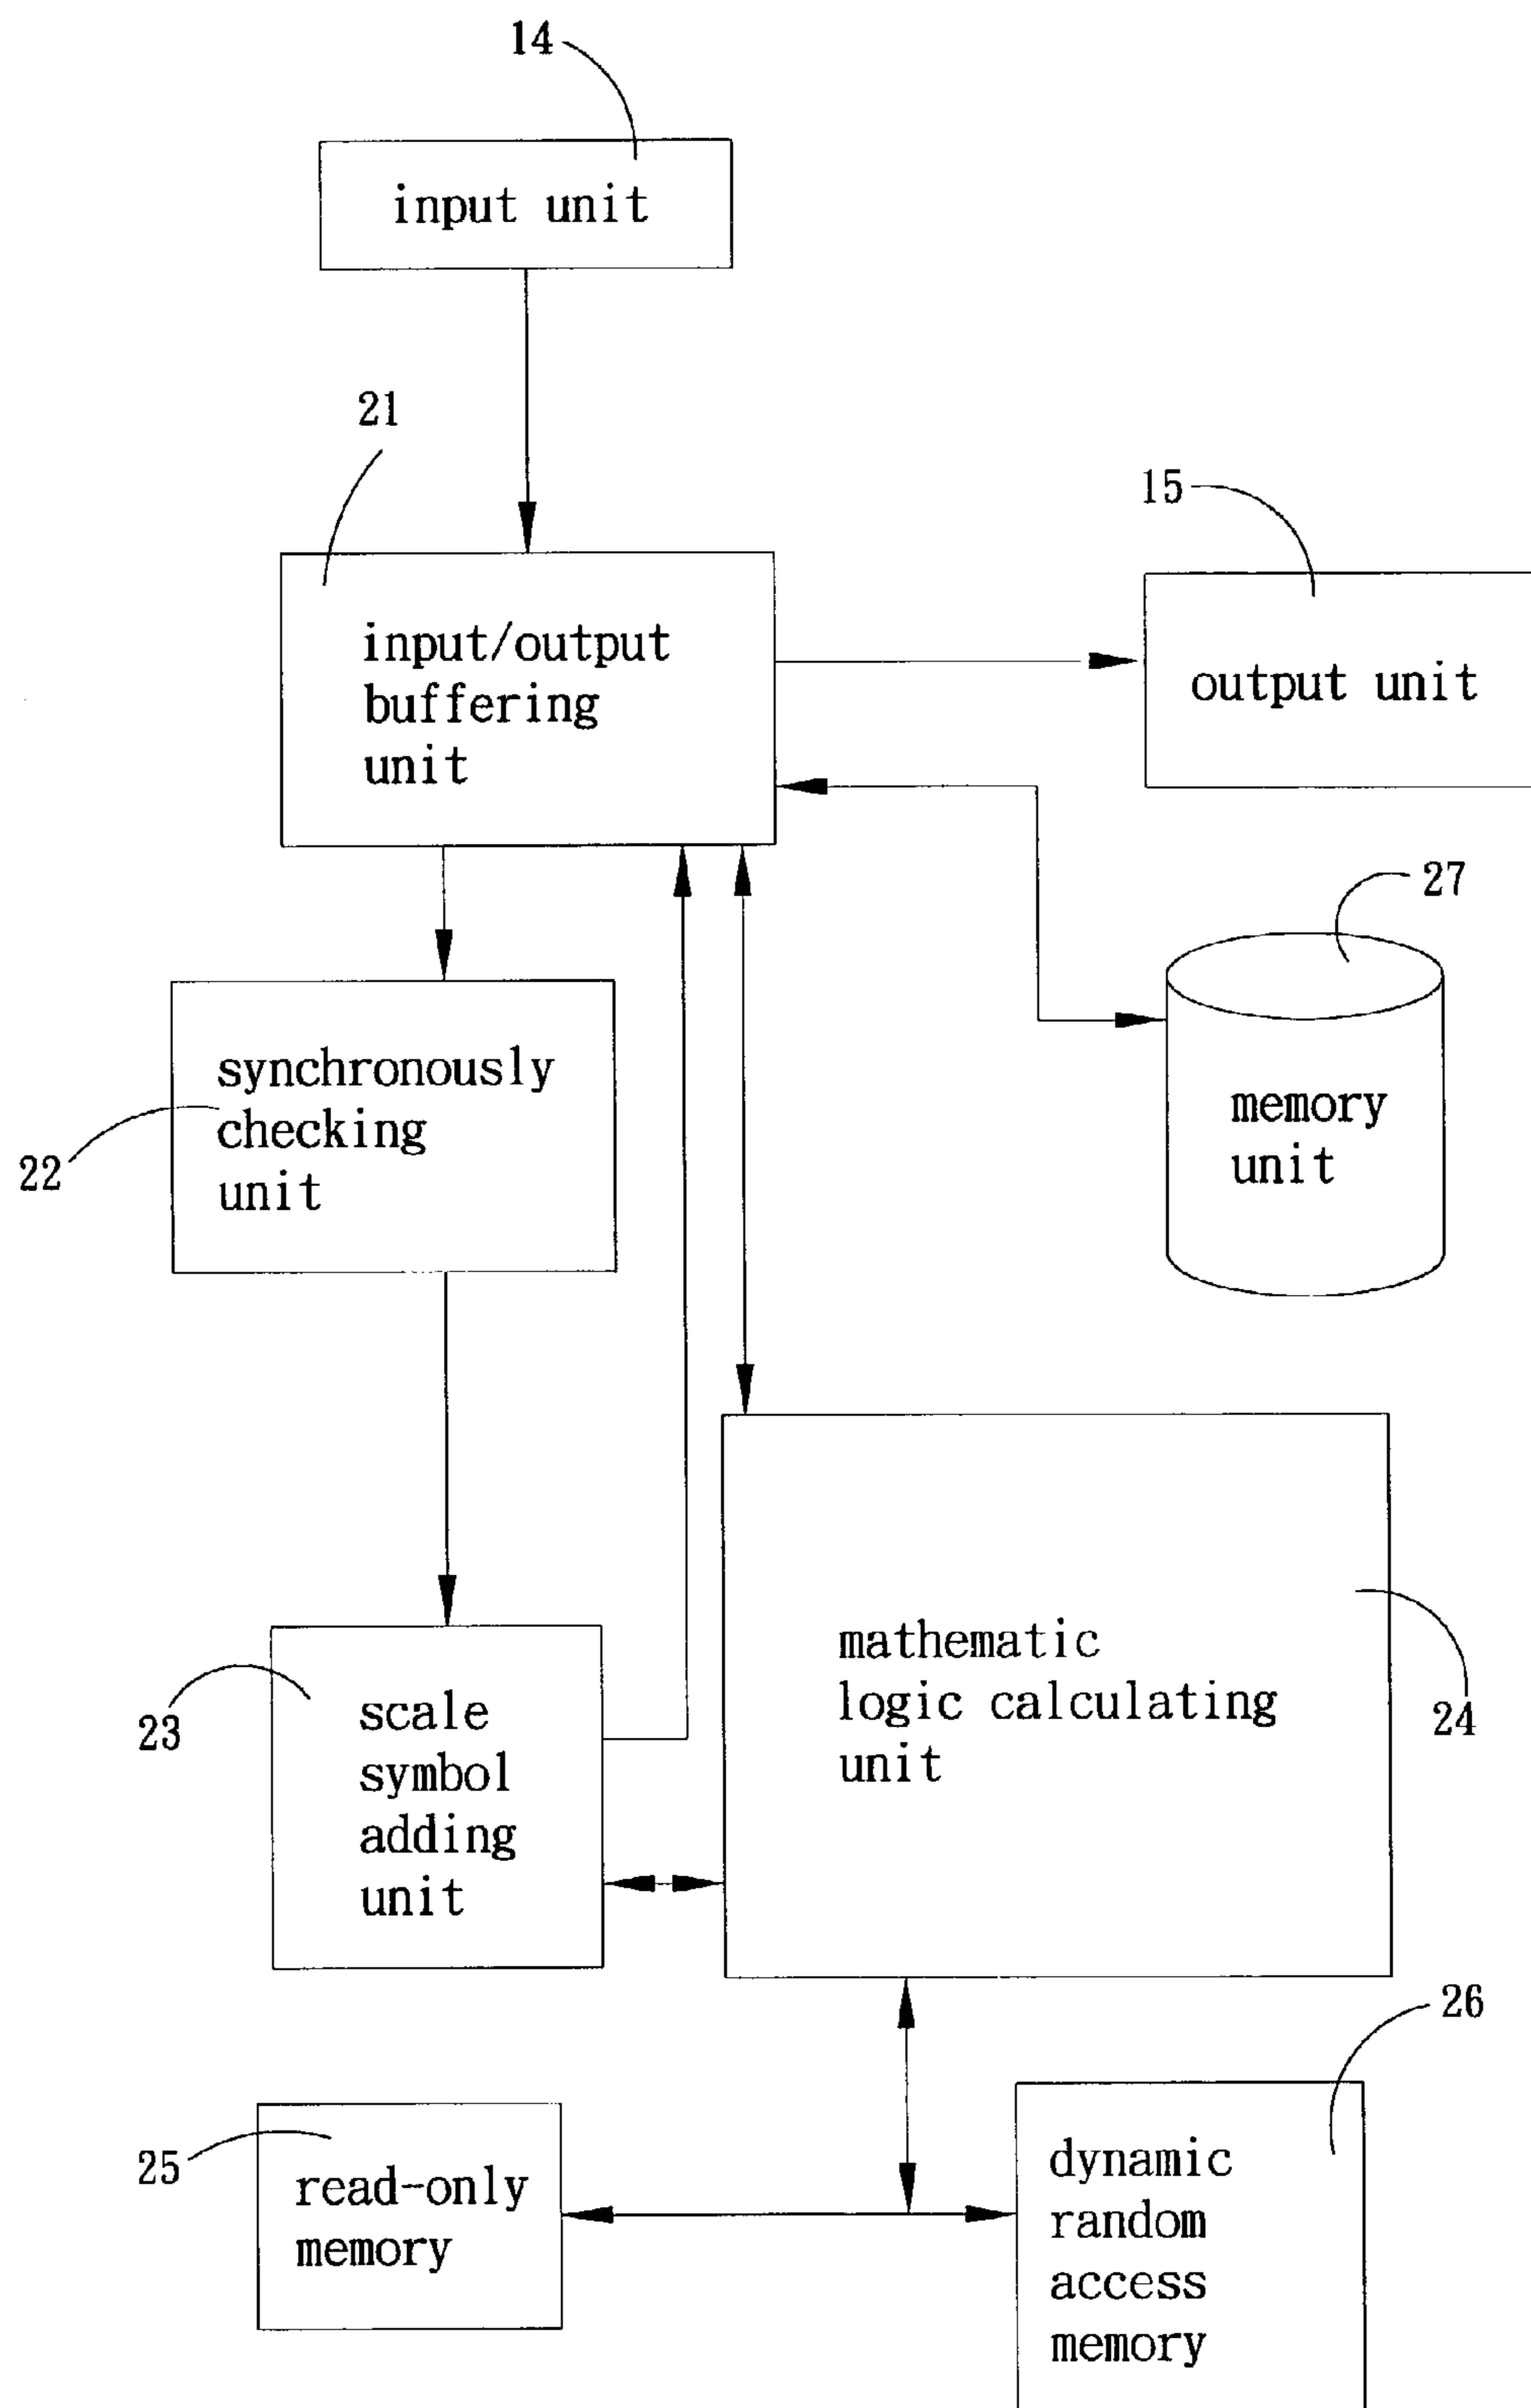 14
input unit
21
input/output
buffering
unit
15
output unit
27
memory
unit
22
synchronously
checking
unit
23
scale
symbol
adding
unit
24
mathematic
logic calculating
unit
25
read-only
memory
26
dynamic
random
access
memory